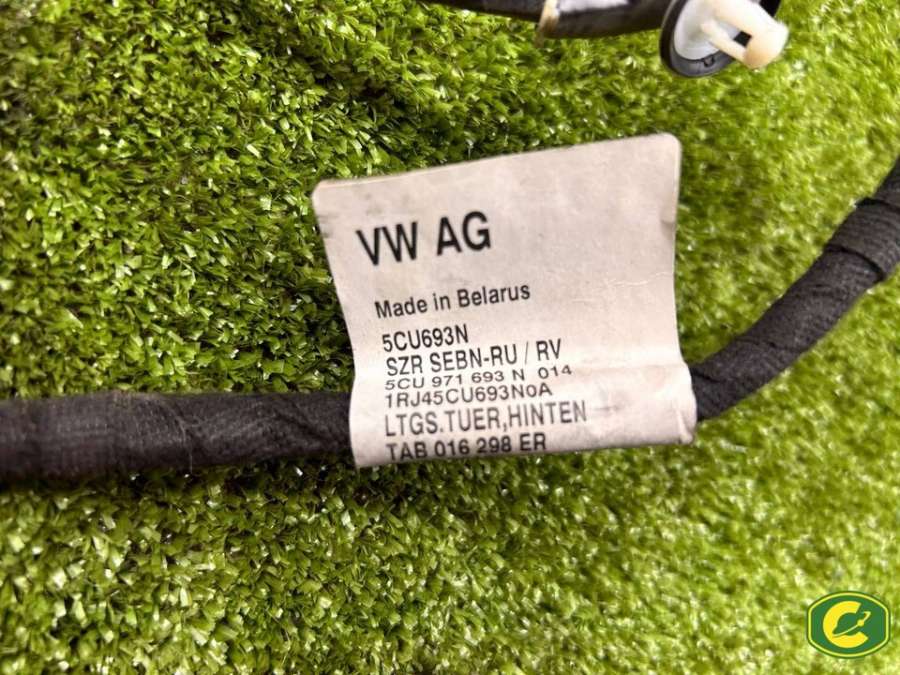 VW AG
Made in Belarus
5CU693N
SZR SEBN-RU / RV
5CU 971 693 N 014
1RJ45CU693N0A
LTGS.TUER,HINTEN
TAB 016 298 ER